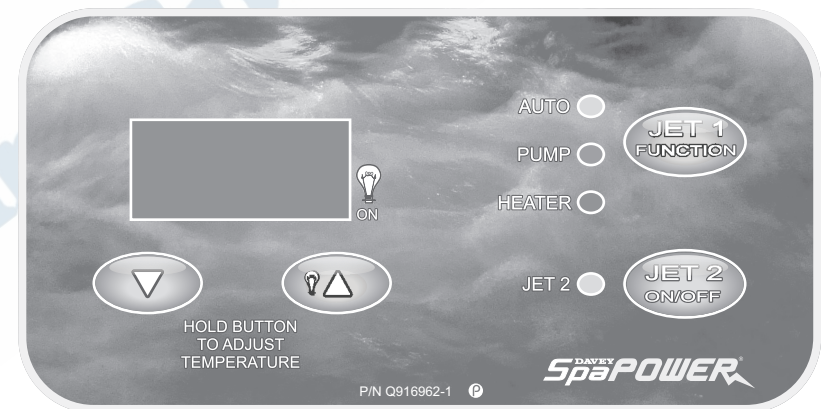 AUTO
JET 1
FUNCTION
PUMP
HEATER
ON
JET 2
JET 2
ON/OFF
HOLD BUTTON
TO ADJUST
TEMPERATURE
DAVEY
SpaPOWER®
P/N Q916962-1 P